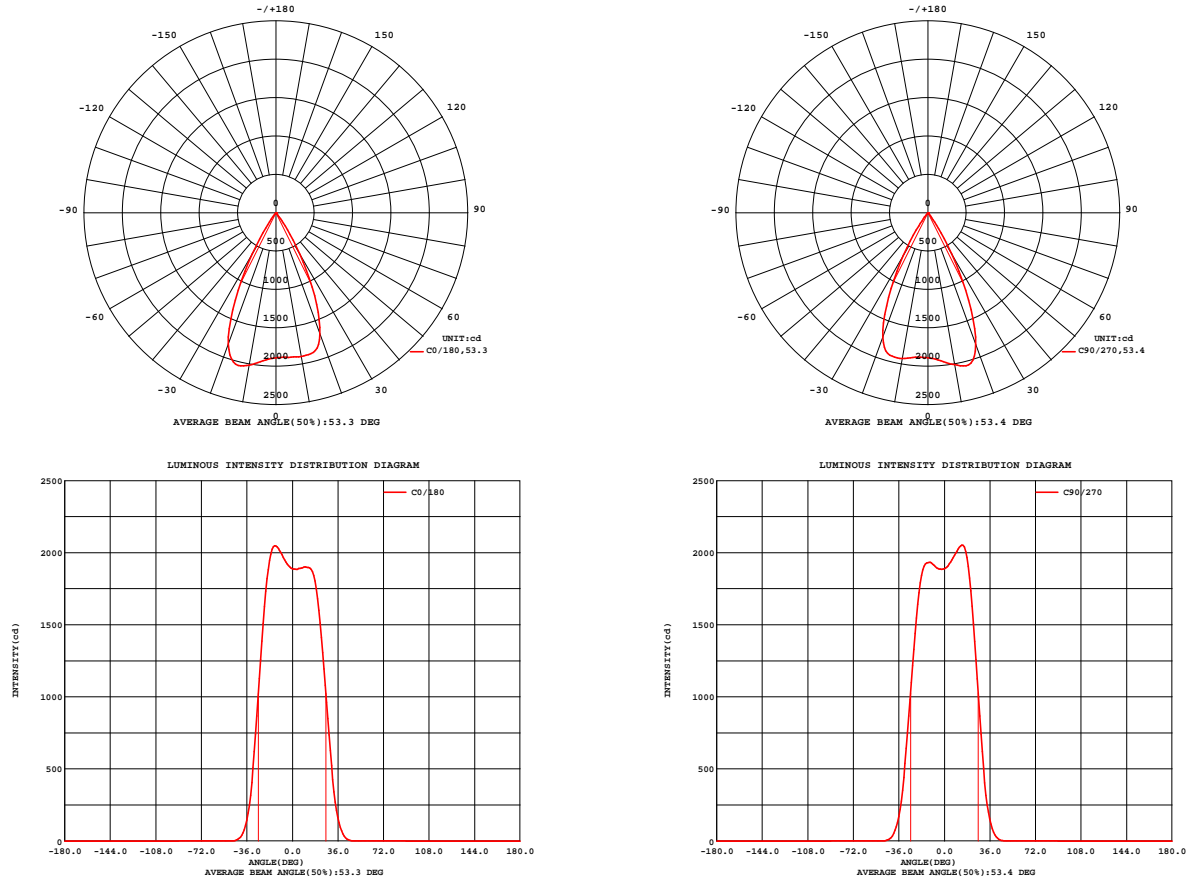 -/+180
-150
150
-120
120
-90
90
-60
60
-30
30
0
0
500
1000
1500
2000
2500
UNIT:cd
C0/180,53.3
AVERAGE BEAM ANGLE(50%):53.3 DEG
-/+180
-150
150
-120
120
-90
90
-60
60
-30
30
0
0
500
1000
1500
2000
2500
UNIT:cd
C90/270,53.4
AVERAGE BEAM ANGLE(50%):53.4 DEG
LUMINOUS INTENSITY DISTRIBUTION DIAGRAM
C0/180
INTENSITY(cd)
2500
2000
1500
1000
500
0
-180.0 -144.0 -108.0 -72.0 -36.0 0.0 36.0 72.0 108.0 144.0 180.0
ANGLE(DEG)
AVERAGE BEAM ANGLE(50%):53.3 DEG
LUMINOUS INTENSITY DISTRIBUTION DIAGRAM
C90/270
INTENSITY(cd)
2500
2000
1500
1000
500
0
-180.0 -144.0 -108.0 -72.0 -36.0 0.0 36.0 72.0 108.0 144.0 180.0
ANGLE(DEG)
AVERAGE BEAM ANGLE(50%):53.4 DEG